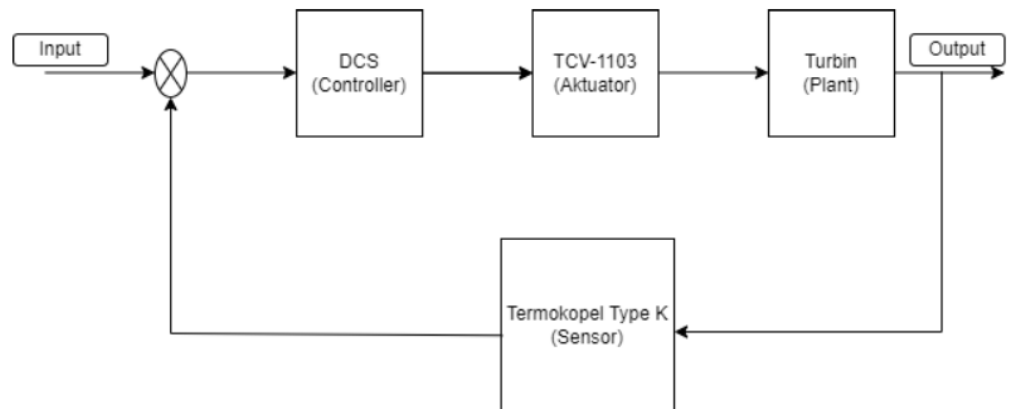 Input
DCS
(Controller)
TCV-1103
(Aktuator)
Turbin
(Plant)
Output
Termokopel Type K
(Sensor)